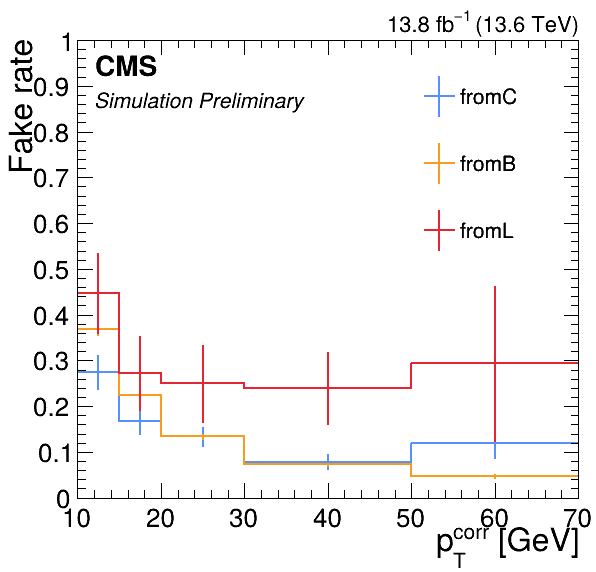 13.8 fb⁻¹ (13.6 TeV)
Fake rate
CMS
Simulation Preliminary
fromC
fromB
fromL
1
0.9
0.8
0.7
0.6
0.5
0.4
0.3
0.2
0.1
0
10 20 30 40 50 60 70
p_T^corr [GeV]